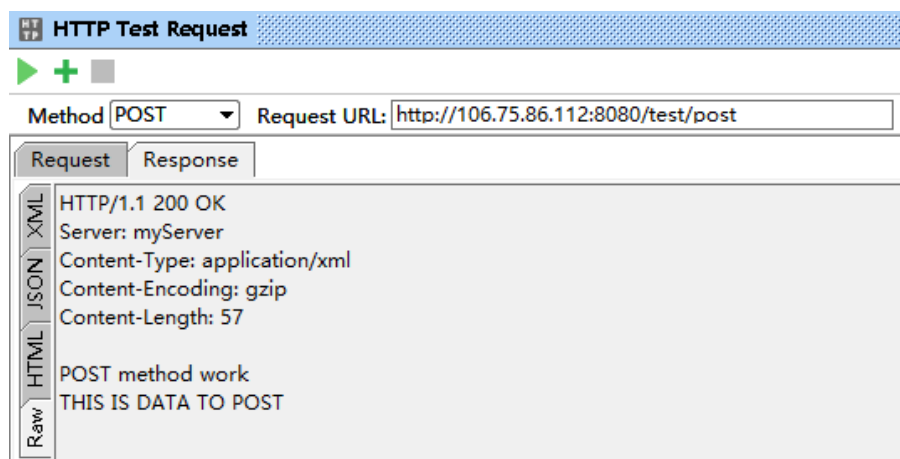 HTTP HTTP Test Request
Method POST Request URL: http://106.75.86.112:8080/test/post
Request Response
XML
JSON
HTML
Raw
HTTP/1.1 200 OK
Server: myServer
Content-Type: application/xml
Content-Encoding: gzip
Content-Length: 57
POST method work
THIS IS DATA TO POST